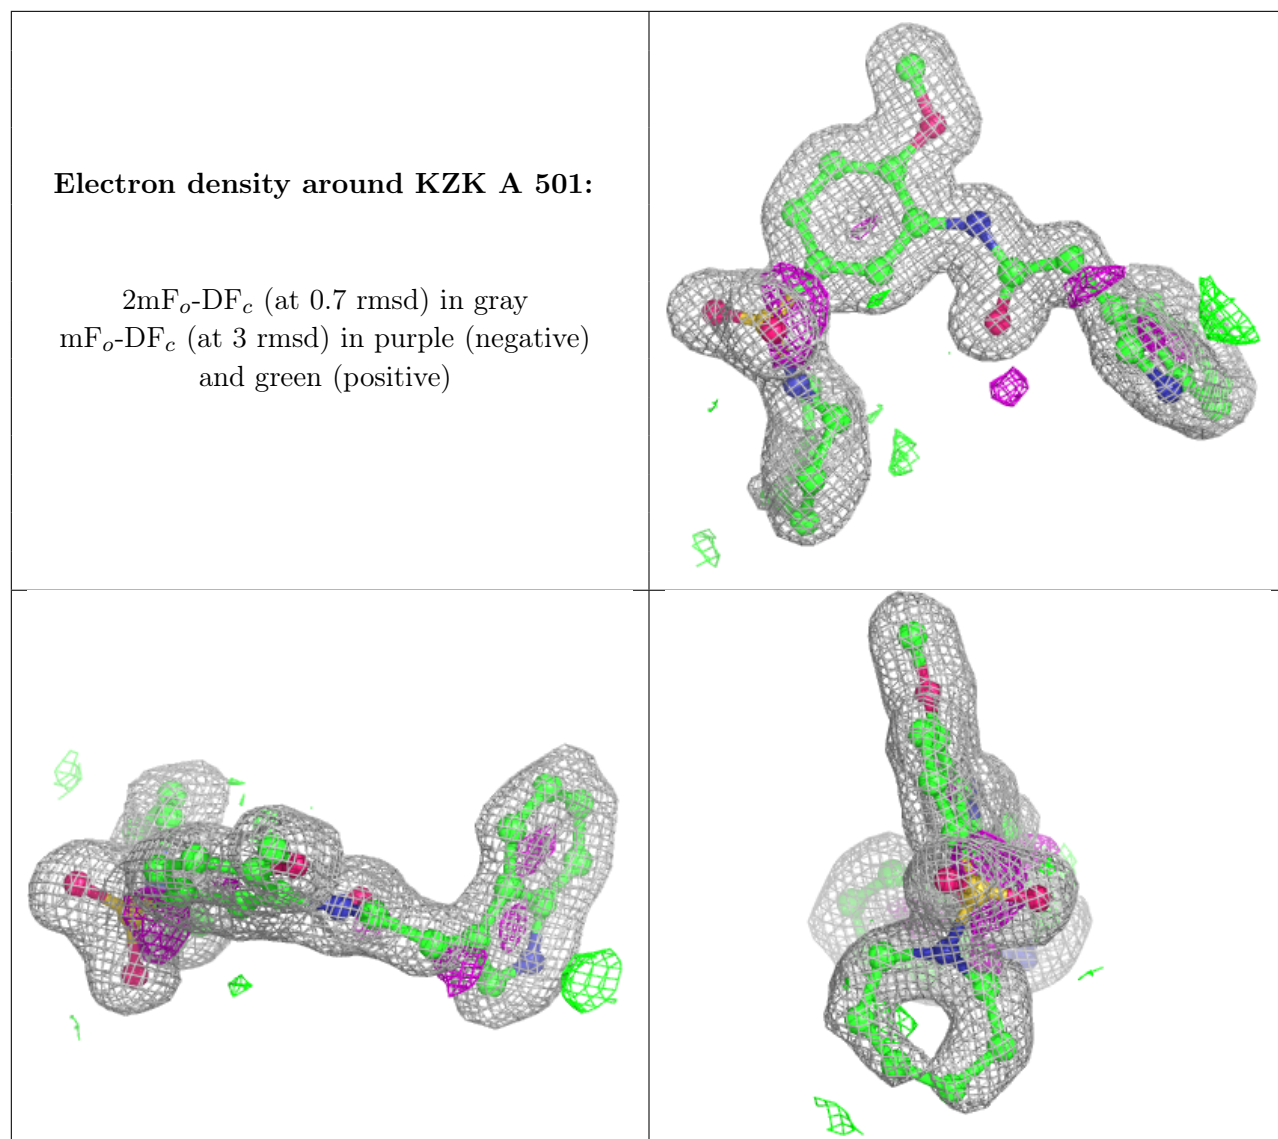 Electron density around KZK A 501:
2mFo-DFc (at 0.7 rmsd) in gray
mFo-DFc (at 3 rmsd) in purple (negative)
and green (positive)